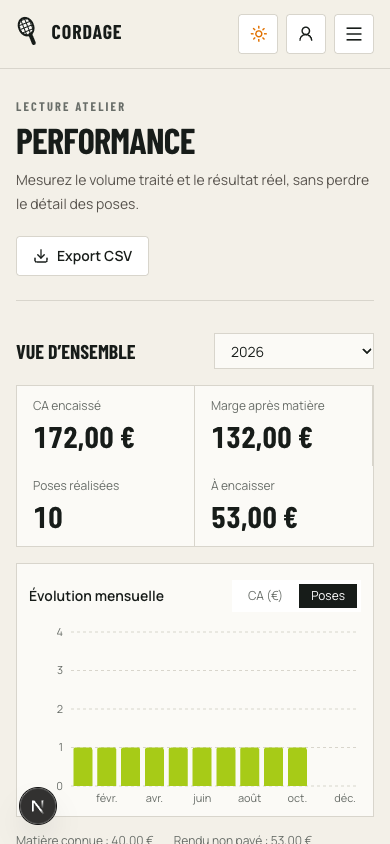 CORDAGE
LECTURE ATELIER
PERFORMANCE
Mesurez le volume traité et le résultat réel, sans perdre
le détail des poses.
Export CSV
VUE D’ENSEMBLE
2026
CA encaissé
Marge après matière
172,00 €
132,00 €
Poses réalisées
À encaisser
10
53,00 €
Évolution mensuelle
CA (€)
Poses
4
3
2
1
0
févr.
avr.
juin
août
oct.
déc.
N
Matière connue : 40,00 €
Rendu non payé : 53,00 €